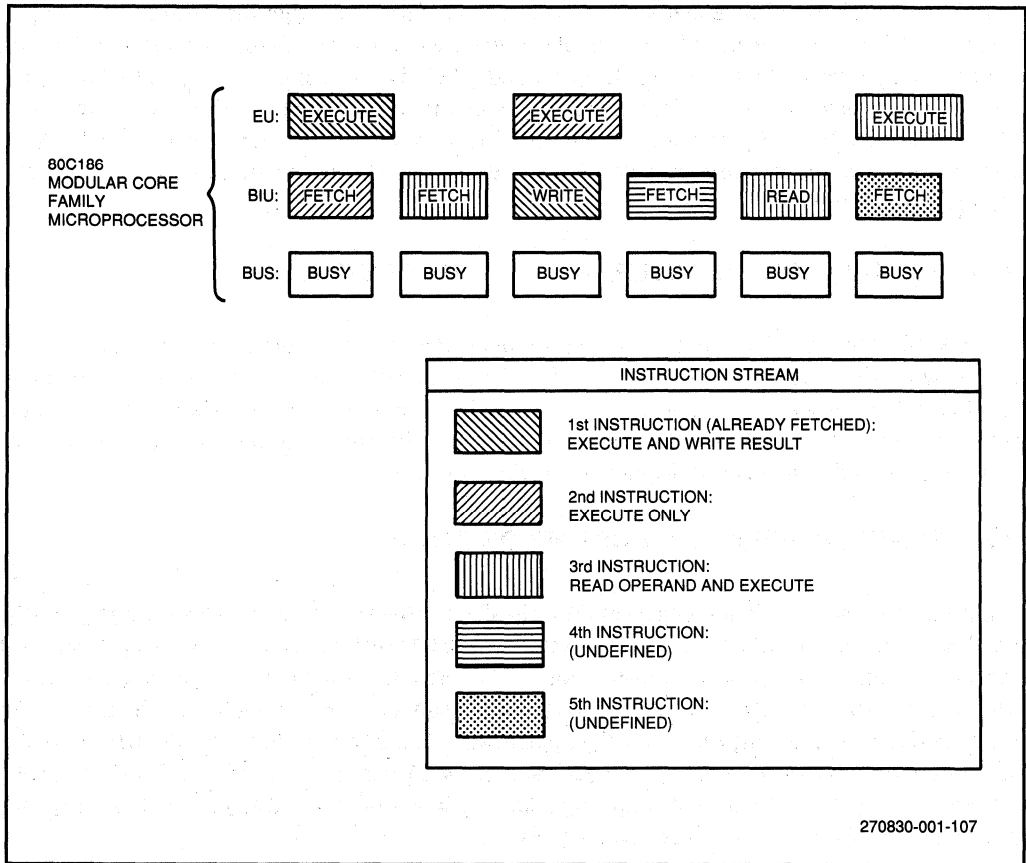 EU: EXECUTE EXECUTE EXECUTE
80C186
MODULAR CORE
FAMILY
MICROPROCESSOR
BIU: FETCH FETCH WRITE FETCH READ FETCH
BUS: BUSY BUSY BUSY BUSY BUSY BUSY
INSTRUCTION STREAM
1st INSTRUCTION (ALREADY FETCHED):
EXECUTE AND WRITE RESULT
2nd INSTRUCTION:
EXECUTE ONLY
3rd INSTRUCTION:
READ OPERAND AND EXECUTE
4th INSTRUCTION:
(UNDEFINED)
5th INSTRUCTION:
(UNDEFINED)
270830-001-107